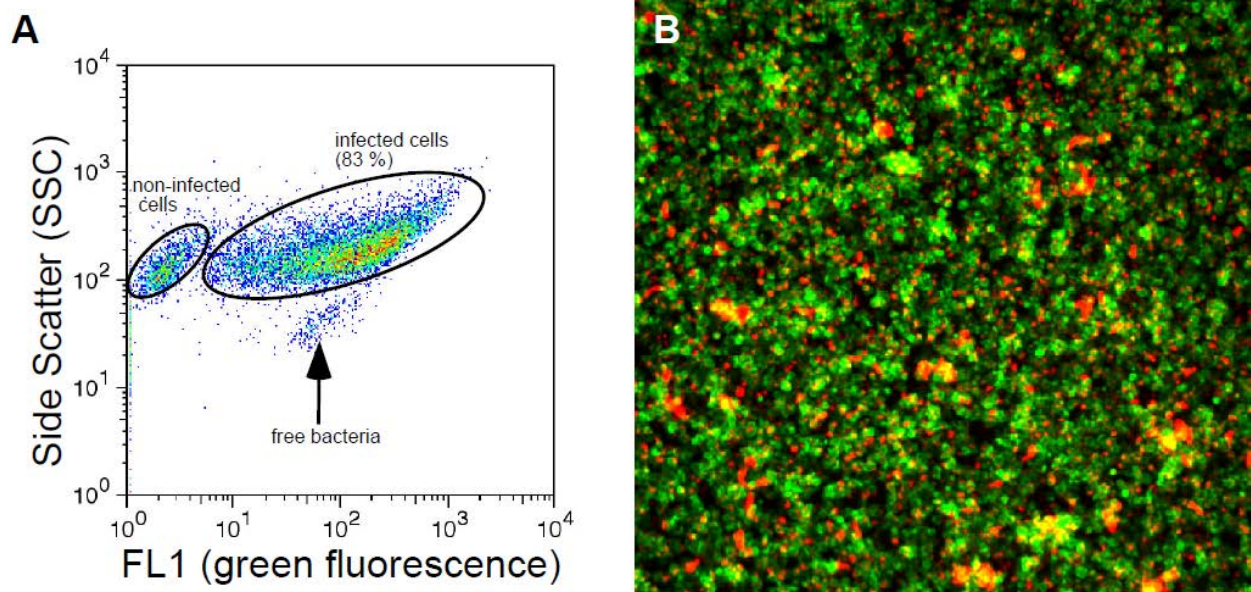 A
B
10^4
10^3
10^2
10^1
10^0
Side Scatter (SSC)
non-infected
cells
infected cells
(83 %)
free bacteria
10^0 10^1 10^2 10^3 10^4
FL1 (green fluorescence)